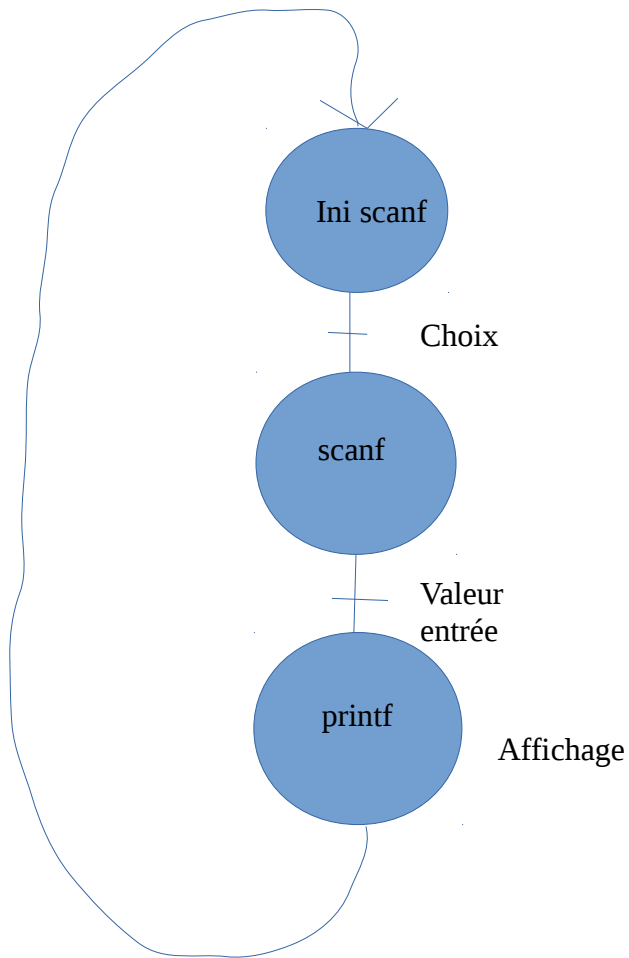 Ini scanf
Choix
scanf
Valeur
entrée
printf
Affichage